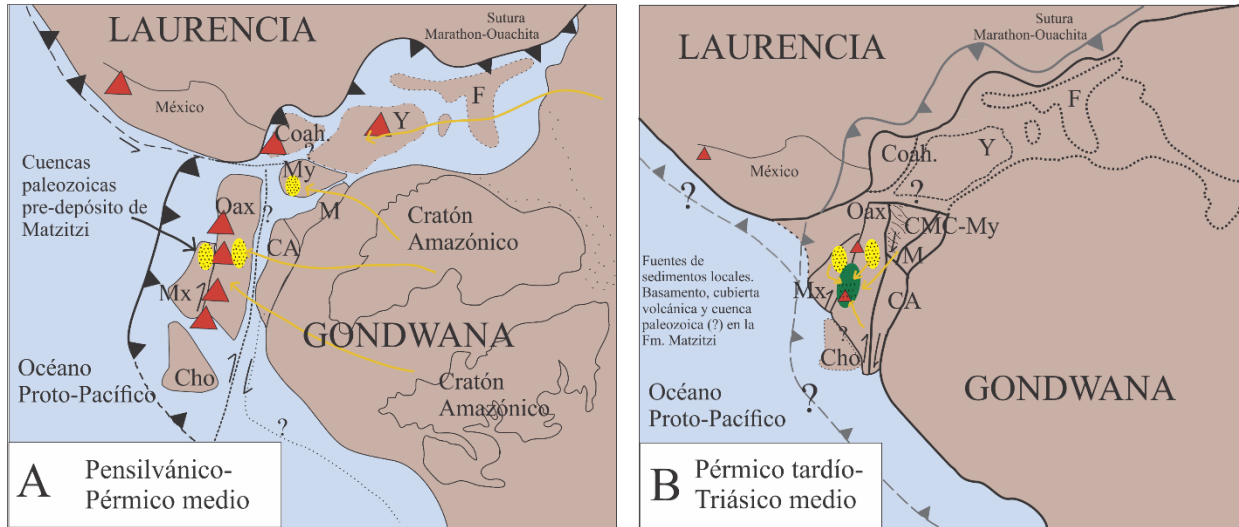 LAURENCIA
Sutura
Marathon-Ouachita
México
F
Coah.
Y
?
My
Cuencas
paleozoicas
pre-depósito de
Matzitzi
Oax
?
M
CA
Cratón
Amazónico
Mx
GONDWANA
Cho
Cratón
Amazónico
Océano
Proto-Pacífico
?
A
Pensilvánico-
Pérmico medio
LAURENCIA
Sutura
Marathon-Ouachita
F
México
Coah.
Y
?
?
Oax
CMC-My
M
Fuentes de
sedimentos locales.
Basamento, cubierta
volcánica y cuenca
paleozoica (?) en la
Fm. Matzitzi
Mx
CA
?
Cho
GONDWANA
Océano
Proto-Pacífico
?
B
Pérmico tardío-
Triásico medio